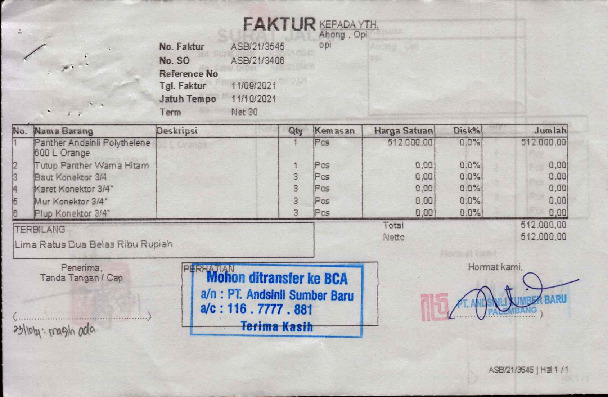 FAKTUR
KEPADA YTH.
Ahong , Opi
opi
No. Faktur ASB/21/3545
No. SO ASB/21/3408
Reference No
Tgl. Faktur 11/09/2021
Jatuh Tempo 11/10/2021
Term Net 30
No. Nama Barang Deskripsi Qty Kemasan Harga Satuan Disk% Jumlah
1 Panther Andsinli Polythelene 1 Pcs 512.000,00 0,0% 512.000,00
600 L Orange
2 Tutup Panther Warna Hitam 1 Pcs 0,00 0,0% 0,00
3 Baut Konektor 3/4 3 Pcs 0,00 0,0% 0,00
4 Karet Konektor 3/4" 3 Pcs 0,00 0,0% 0,00
5 Mur Konektor 3/4" 3 Pcs 0,00 0,0% 0,00
6 Plup Konektor 3/4" 3 Pcs 0,00 0,0% 0,00
TERBILANG
Lima Ratus Dua Belas Ribu Rupiah
Total 512.000,00
Netto 512.000,00
Penerima,
Tanda Tangan / Cap
PERHATIAN
Mohon ditransfer ke BCA
a/n : PT. Andsinli Sumber Baru
a/c : 116 . 7777 . 881
Terima Kasih
Hormat kami,
PT. ANDSINLI SUMBER BARU
PALEMBANG
masih ada
ASB/21/3545 | Hal 1 / 1